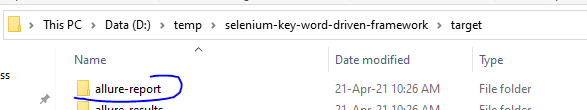 This PC > Data (D:) > temp > selenium-key-word-driven-framework > target
Name Date modified Type
ss allure-report 21-Apr-21 10:26 AM File folder
allure-results 21-Apr-21 10:26 AM File folder